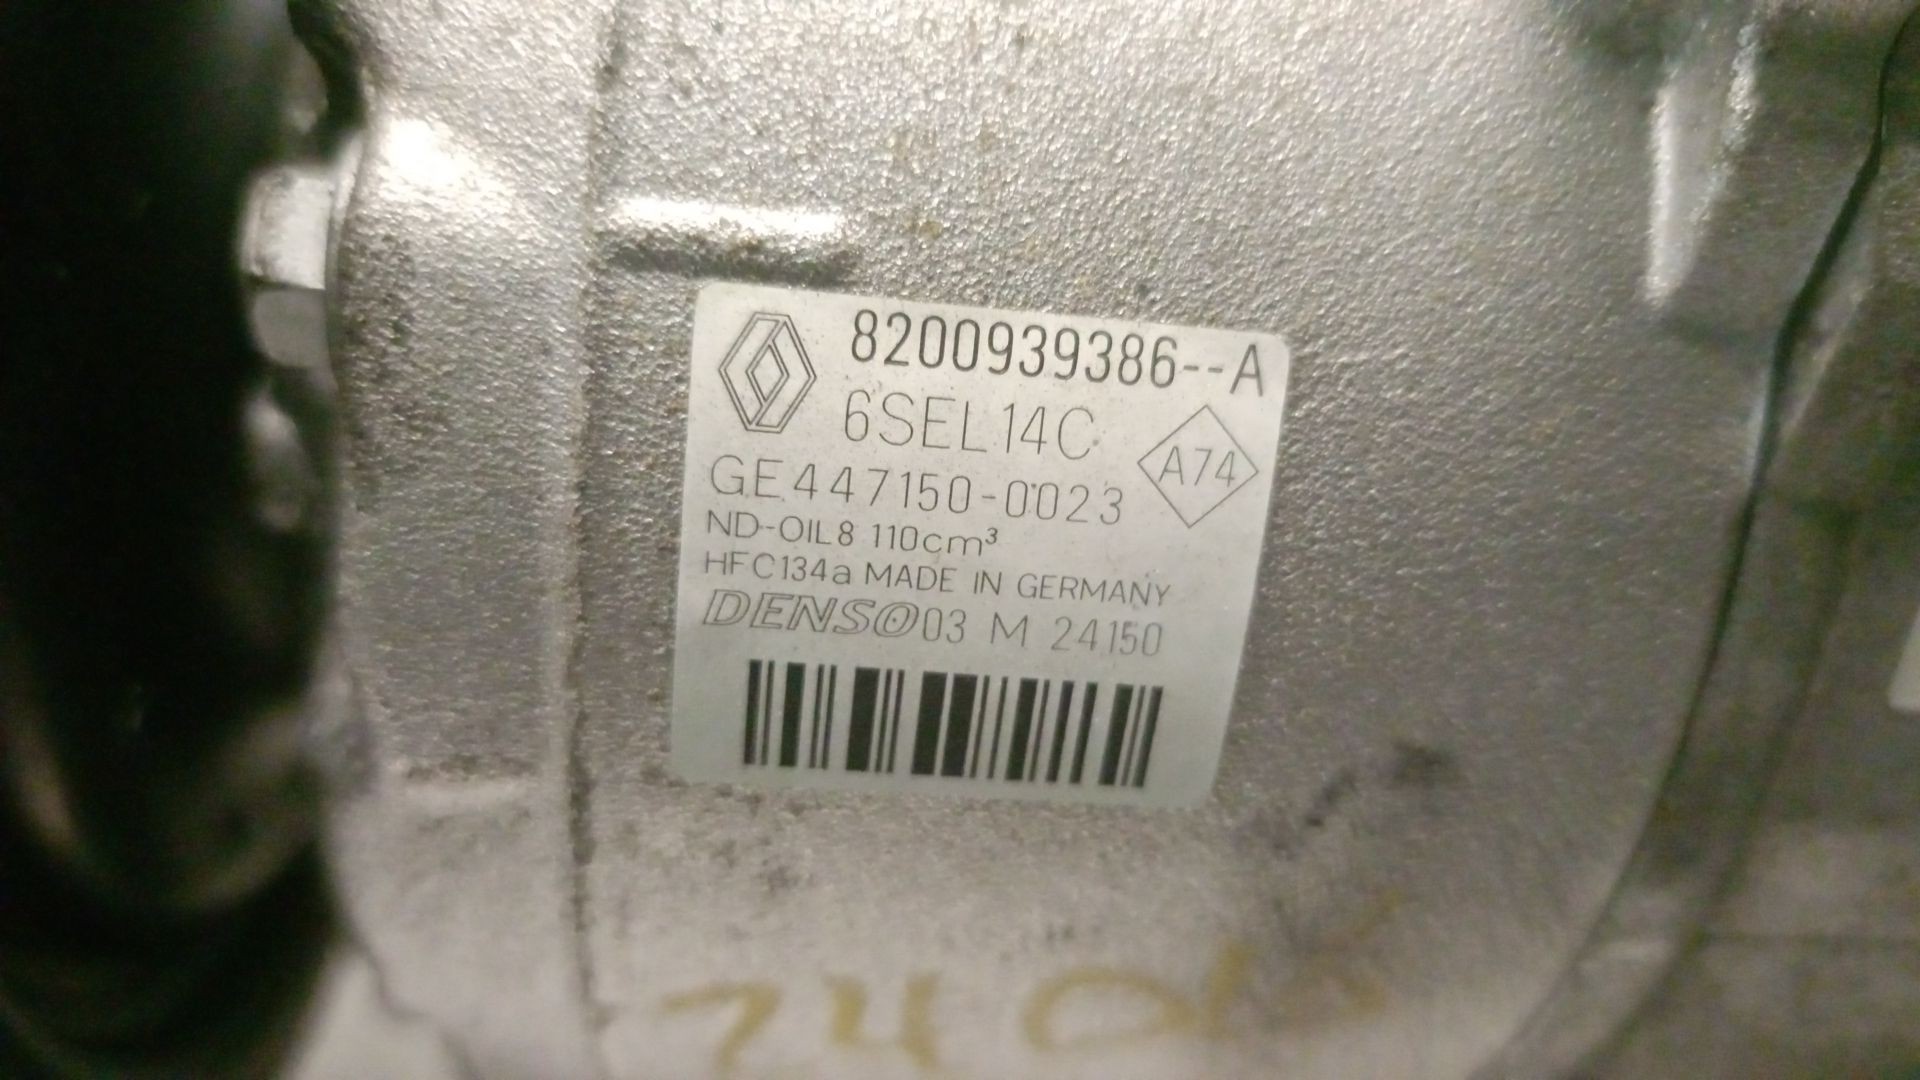 8200939386--A
6SEL14C
A74
GE447150-0023
ND-OIL8 110cm³
HFC134a MADE IN GERMANY
DENSO 03 M 24150